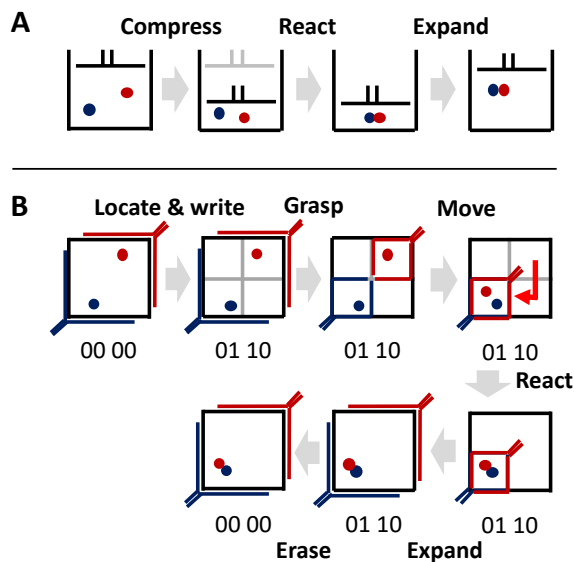 A
Compress React Expand
B
Locate & write Grasp Move
00 00 01 10 01 10 01 10
React
00 00 01 10 01 10
Erase Expand